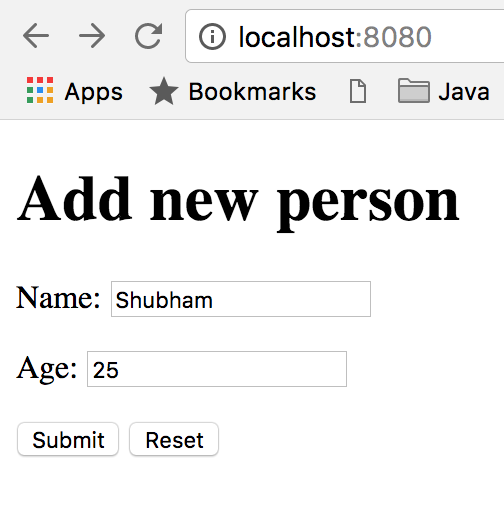 localhost:8080
Apps Bookmarks Java
Add new person
Name: Shubham
Age: 25
Submit Reset